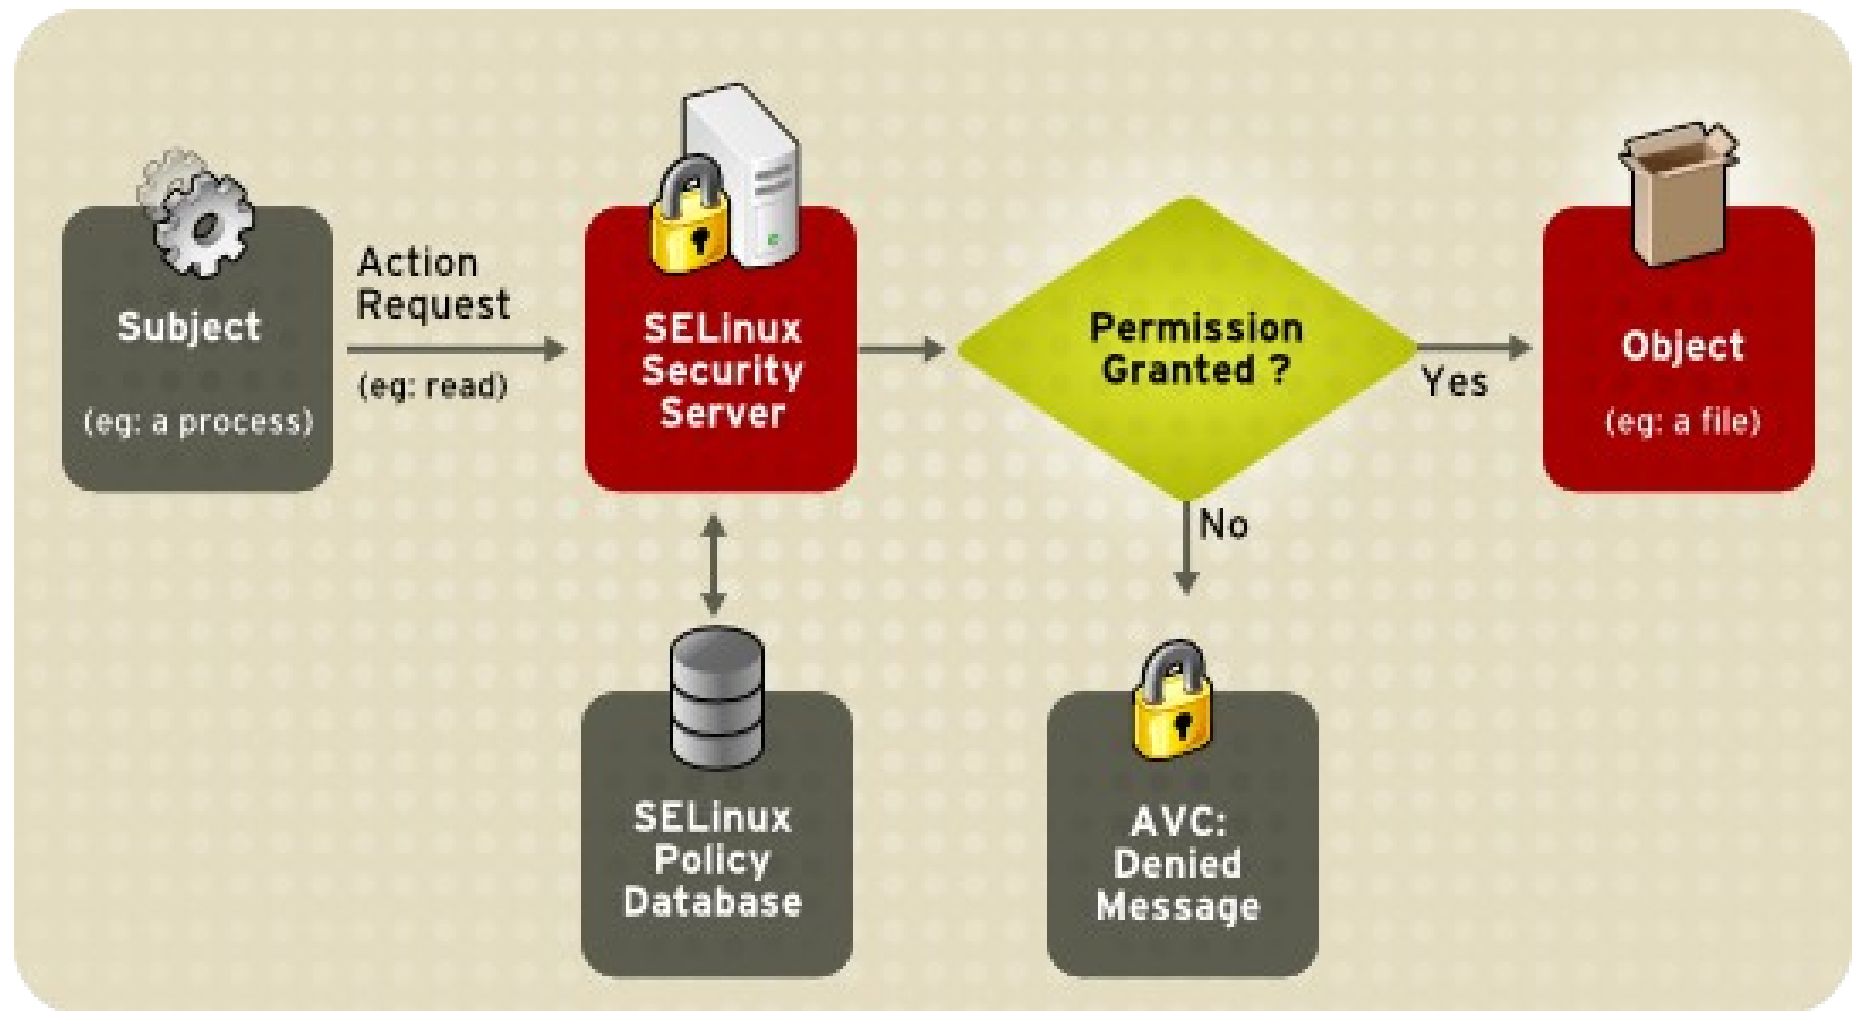 Subject
(eg: a process)
Action
Request
(eg: read)
SELinux
Security
Server
Permission
Granted ?
Yes
Object
(eg: a file)
No
SELinux
Policy
Database
AVC:
Denied
Message